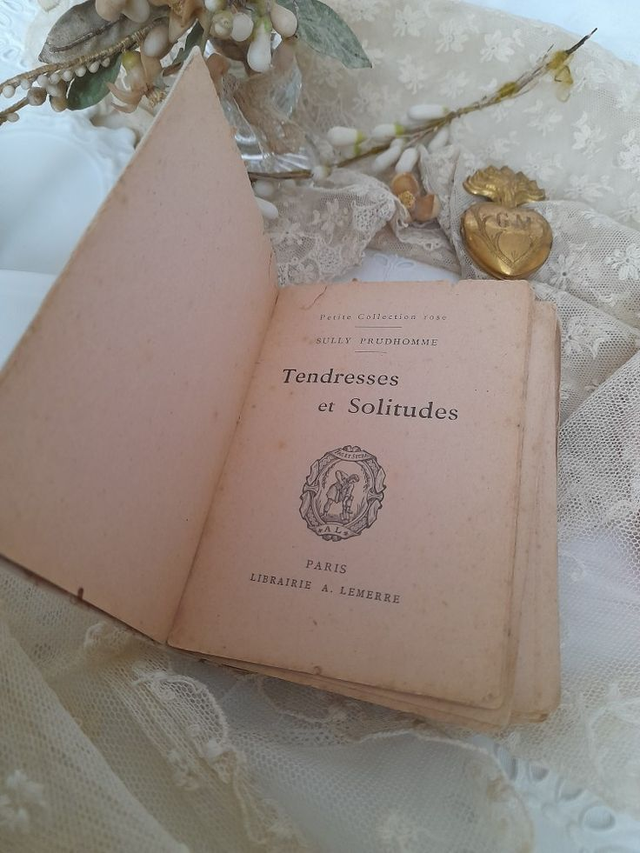 Petite Collection rose
SULLY PRUDHOMME
Tendresses
et Solitudes
A L
PARIS
LIBRAIRIE A. LEMERRE